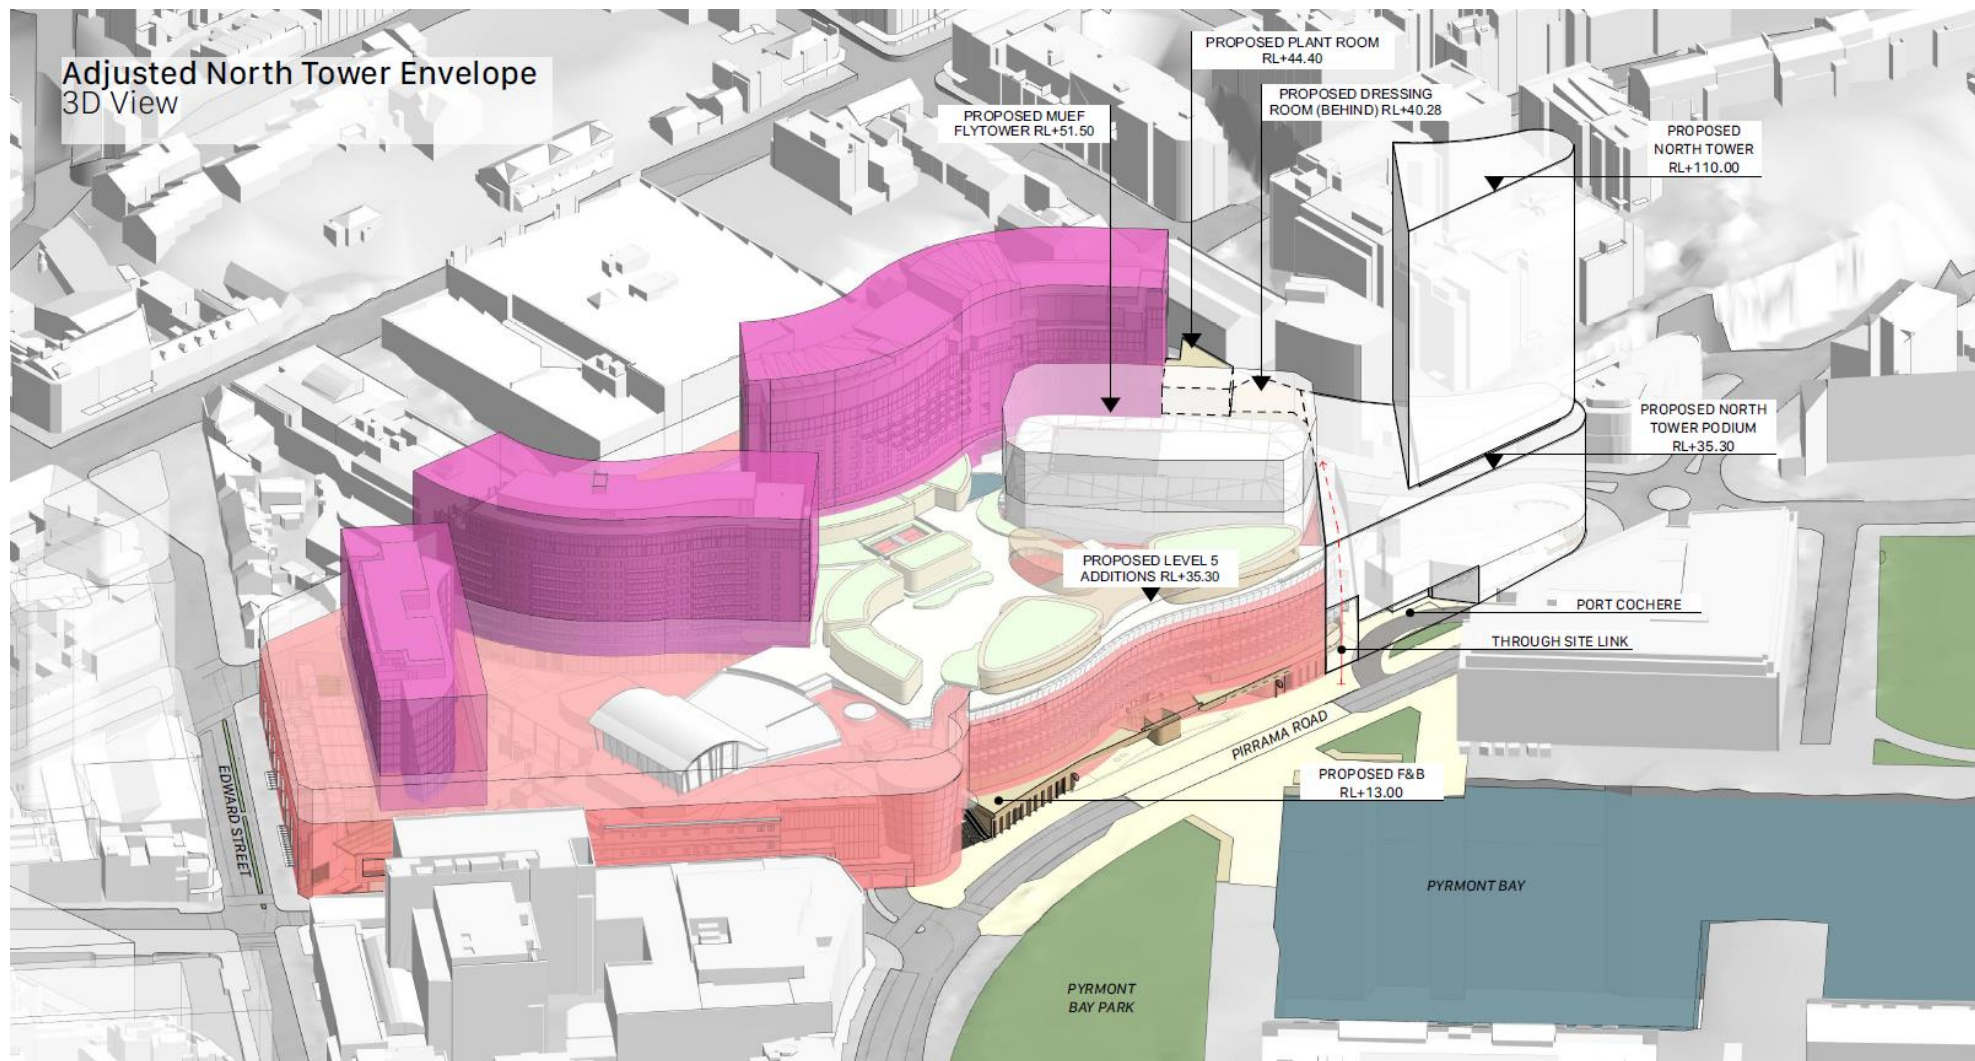 Adjusted North Tower Envelope
3D View
PROPOSED PLANT ROOM
RL+44.40
PROPOSED DRESSING
ROOM (BEHIND) RL+40.28
PROPOSED MUEF
FLYTOWER RL+51.50
PROPOSED
NORTH TOWER
RL+110.00
PROPOSED NORTH
TOWER PODIUM
RL+35.30
PROPOSED LEVEL 5
ADDITIONS RL+35.30
PORT COCHERE
THROUGH SITE LINK
PIRRAMA ROAD
PROPOSED F&B
RL+13.00
EDWARD STREET
PYRMONT BAY
PYRMONT
BAY PARK